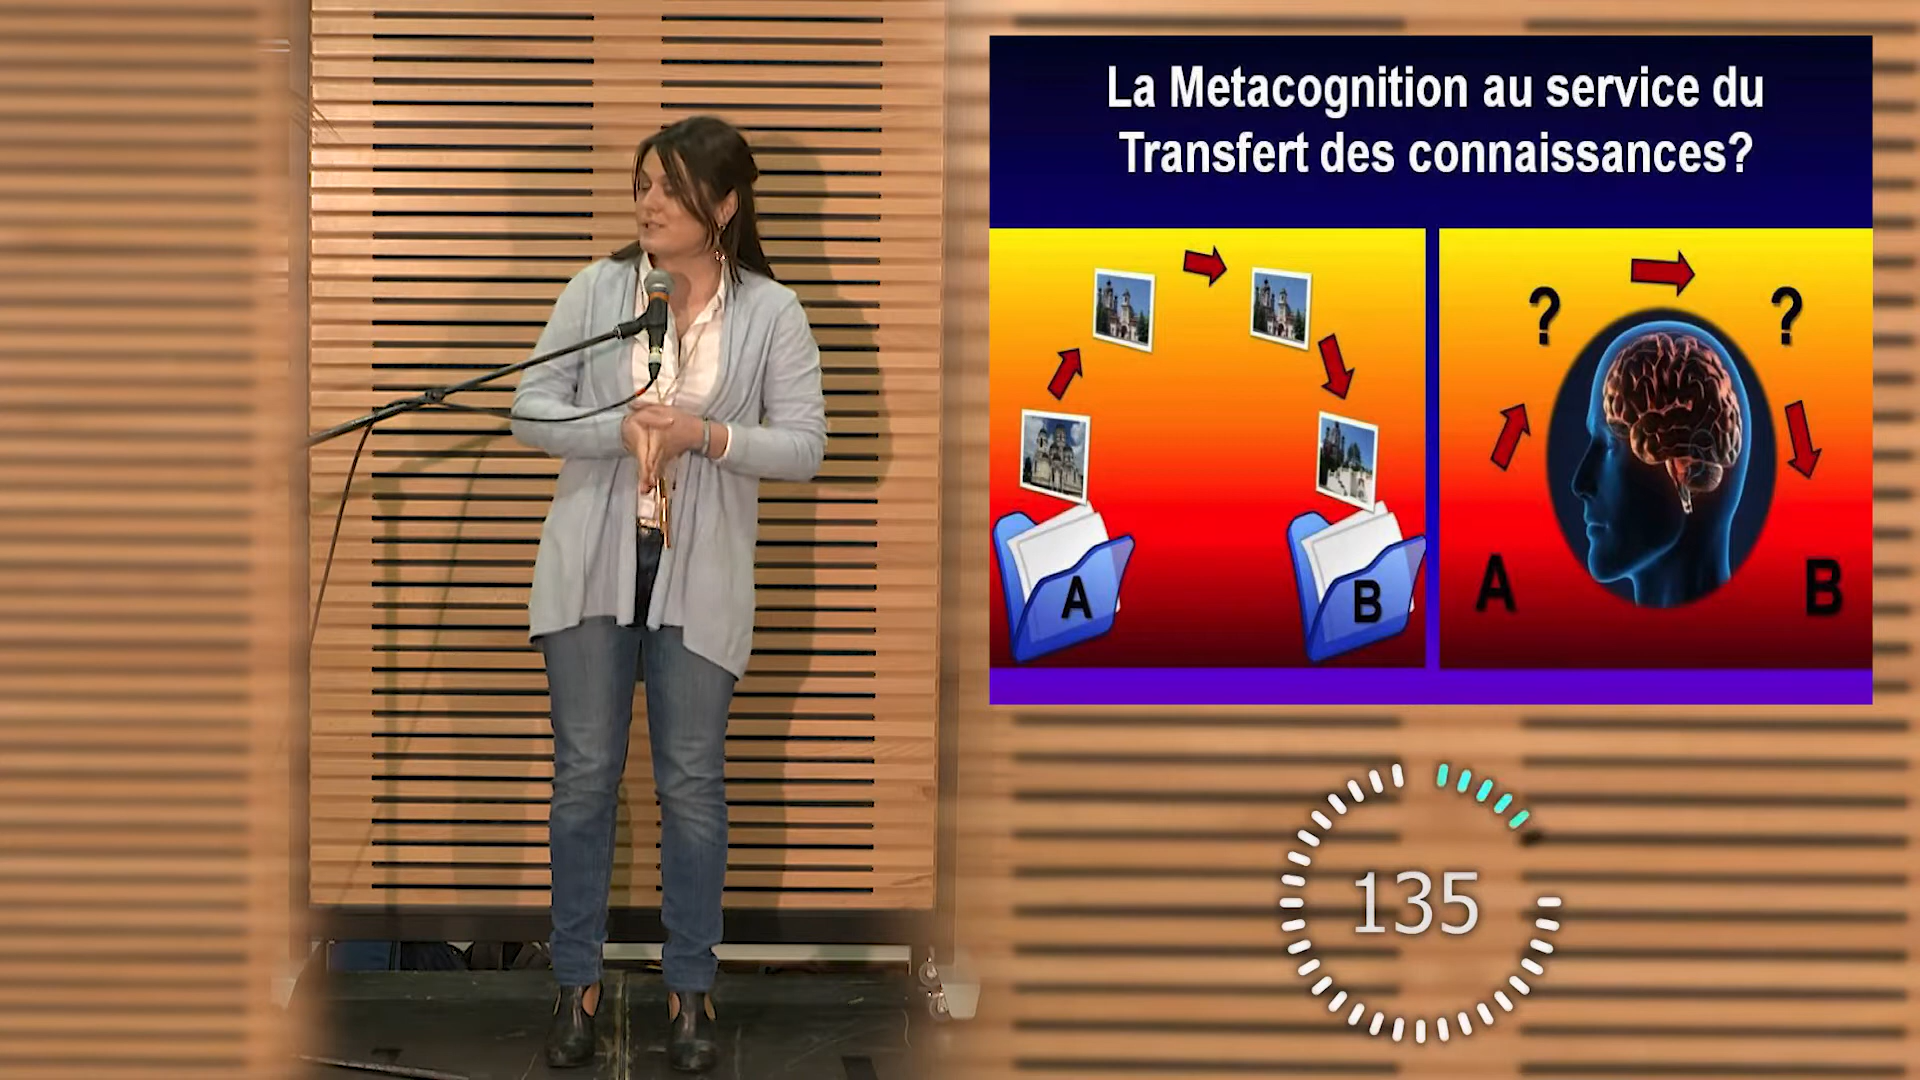 La Metacognition au service du
Transfert des connaissances?
? ?
A B
A B
135